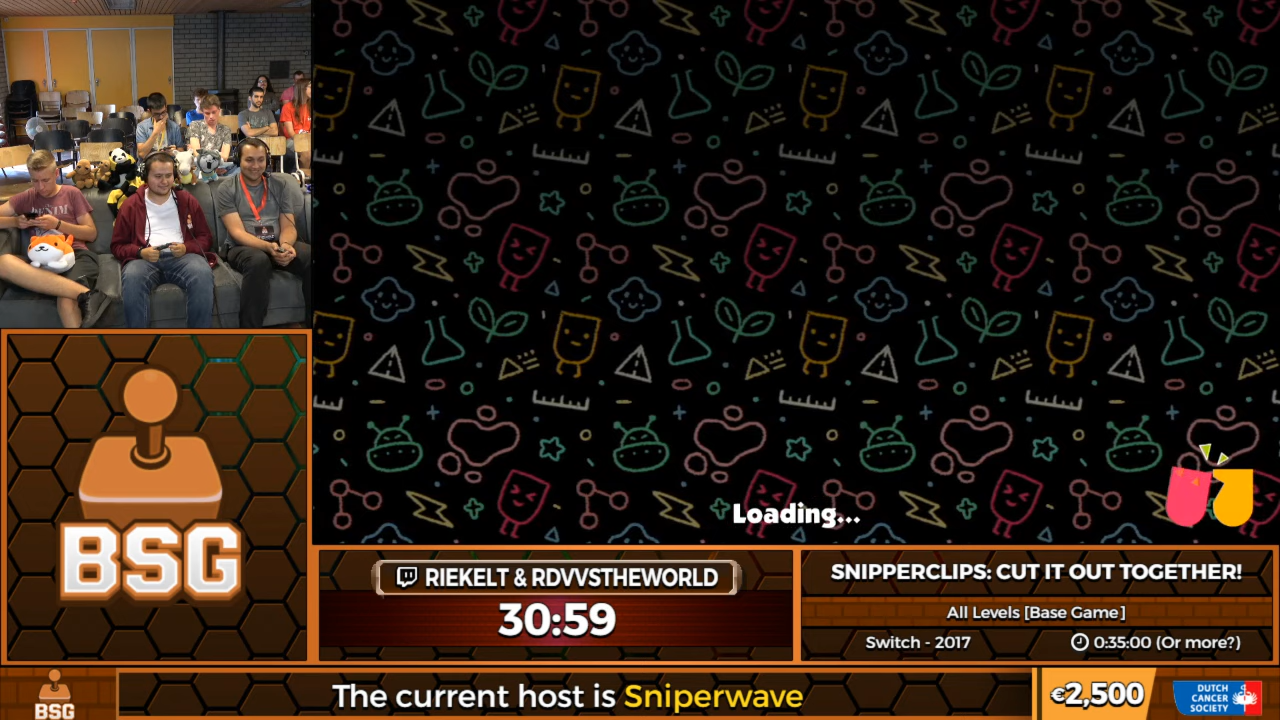 Loading...
BSG
RIEKELT & RDVVSTHEWORLD
30:59
SNIPPERCLIPS: CUT IT OUT TOGETHER!
All Levels [Base Game]
Switch - 2017
0:35:00 (Or more?)
BSG
The current host is Sniperwave
€2,500
DUTCH
CANCER
SOCIETY